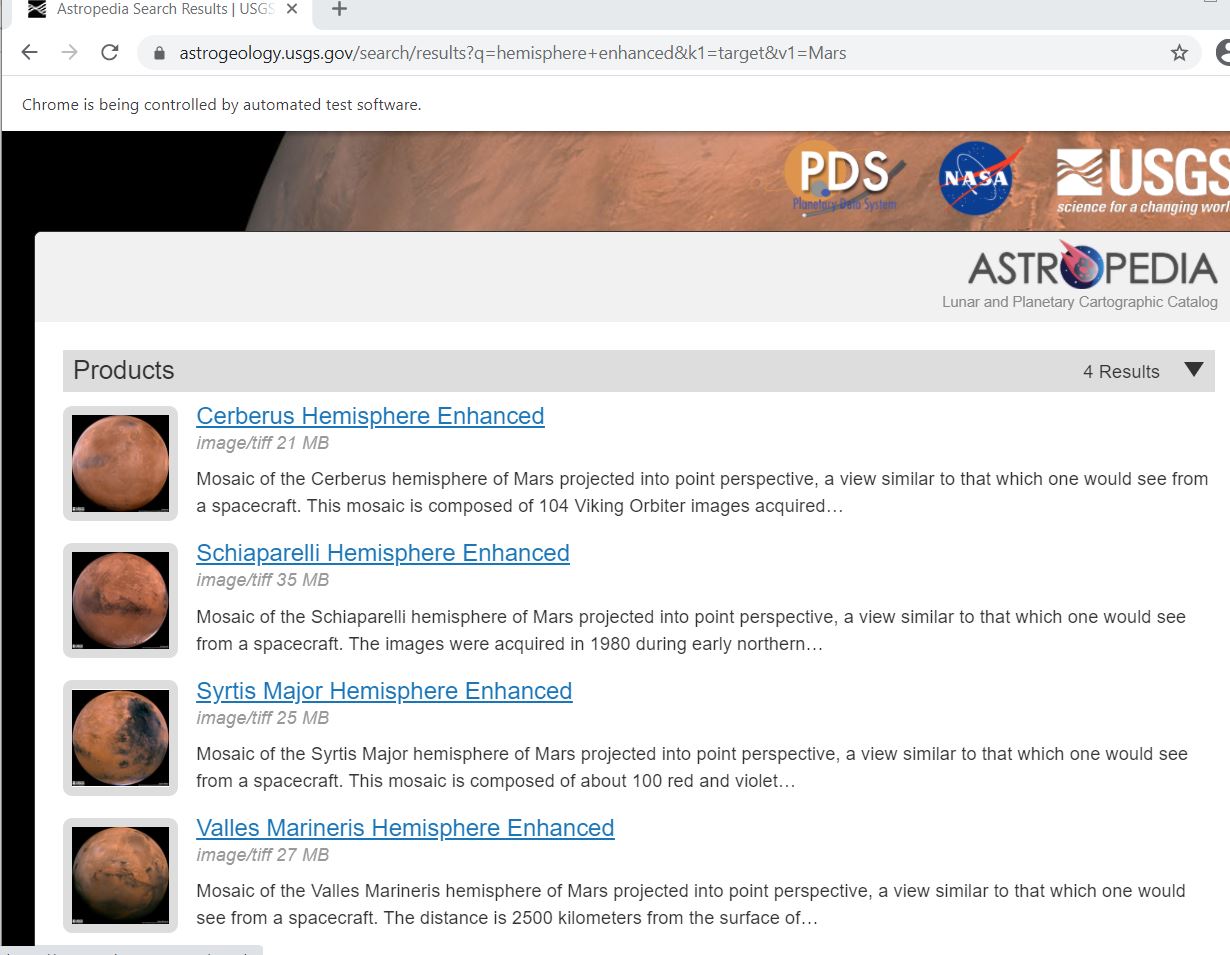 Astropedia Search Results | USGS
astrogeology.usgs.gov/search/results?q=hemisphere+enhanced&k1=target&v1=Mars
Chrome is being controlled by automated test software.
PDS
Planetary Data System
NASA
USGS
science for a changing worl
ASTROPEDIA
Lunar and Planetary Cartographic Catalog
Products
4 Results
Cerberus Hemisphere Enhanced
image/tiff 21 MB
Mosaic of the Cerberus hemisphere of Mars projected into point perspective, a view similar to that which one would see from
a spacecraft. This mosaic is composed of 104 Viking Orbiter images acquired…
Schiaparelli Hemisphere Enhanced
image/tiff 35 MB
Mosaic of the Schiaparelli hemisphere of Mars projected into point perspective, a view similar to that which one would see
from a spacecraft. The images were acquired in 1980 during early northern…
Syrtis Major Hemisphere Enhanced
image/tiff 25 MB
Mosaic of the Syrtis Major hemisphere of Mars projected into point perspective, a view similar to that which one would see
from a spacecraft. This mosaic is composed of about 100 red and violet…
Valles Marineris Hemisphere Enhanced
image/tiff 27 MB
Mosaic of the Valles Marineris hemisphere of Mars projected into point perspective, a view similar to that which one would
see from a spacecraft. The distance is 2500 kilometers from the surface of…